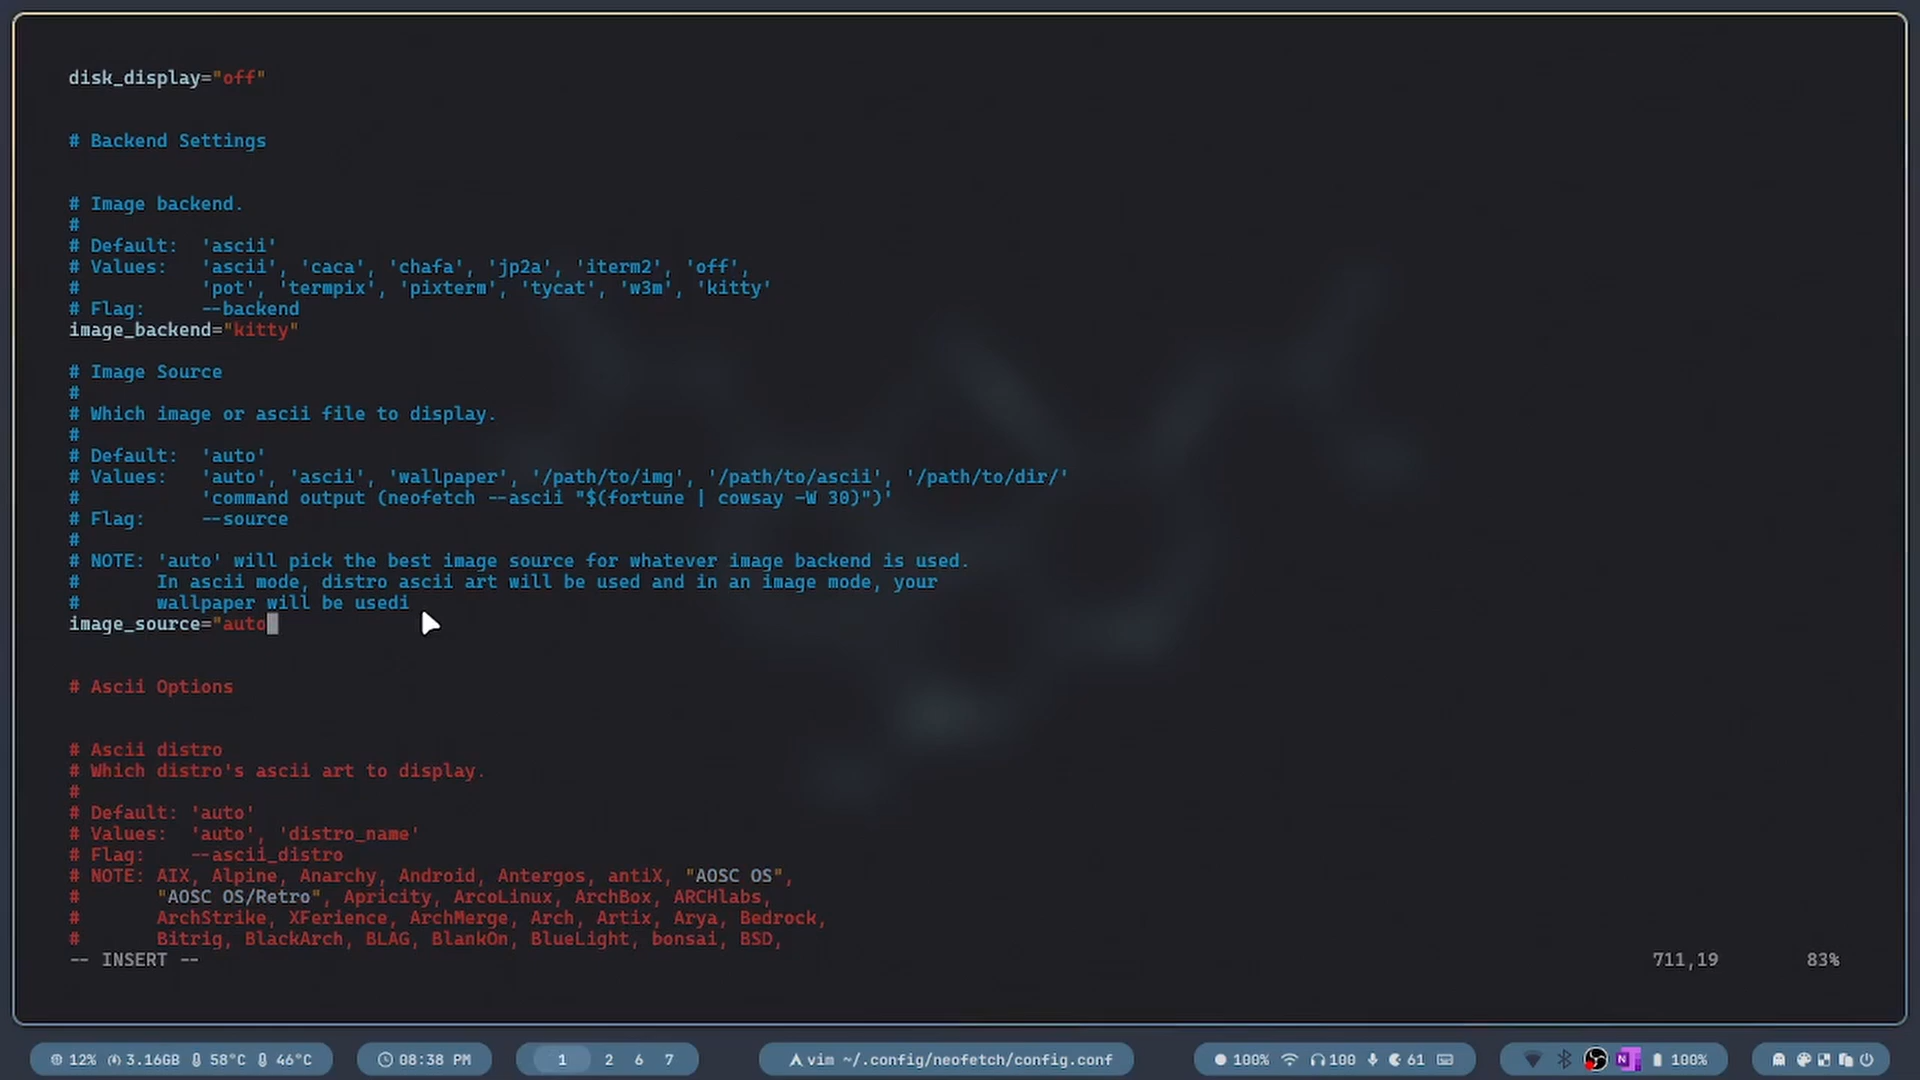 disk_display="off"
# Backend Settings
# Image backend.
#
# Default:  'ascii'
# Values:   'ascii', 'caca', 'chafa', 'jp2a', 'iterm2', 'off',
#           'pot', 'termpix', 'pixterm', 'tycat', 'w3m', 'kitty'
# Flag:     --backend
image_backend="kitty"
# Image Source
#
# Which image or ascii file to display.
#
# Default:  'auto'
# Values:   'auto', 'ascii', 'wallpaper', '/path/to/img', '/path/to/ascii', '/path/to/dir/'
#           'command output (neofetch --ascii "$(fortune | cowsay -W 30)")'
# Flag:     --source
#
# NOTE: 'auto' will pick the best image source for whatever image backend is used.
#       In ascii mode, distro ascii art will be used and in an image mode, your
#       wallpaper will be usedi
image_source="auto
# Ascii Options
# Ascii distro
# Which distro's ascii art to display.
#
# Default: 'auto'
# Values:  'auto', 'distro_name'
# Flag:    --ascii_distro
# NOTE: AIX, Alpine, Anarchy, Android, Antergos, antiX, "AOSC OS",
#       "AOSC OS/Retro", Apricity, ArcoLinux, ArchBox, ARCHlabs,
#       ArchStrike, XFerience, ArchMerge, Arch, Artix, Arya, Bedrock,
#       Bitrig, BlackArch, BLAG, BlankOn, BlueLight, bonsai, BSD,
-- INSERT --    711,19    83%
12% 3.16GB 58°C 46°C 08:38 PM 1 2 6 7 vim ~/.config/neofetch/config.conf 100% 100 61 N 100%